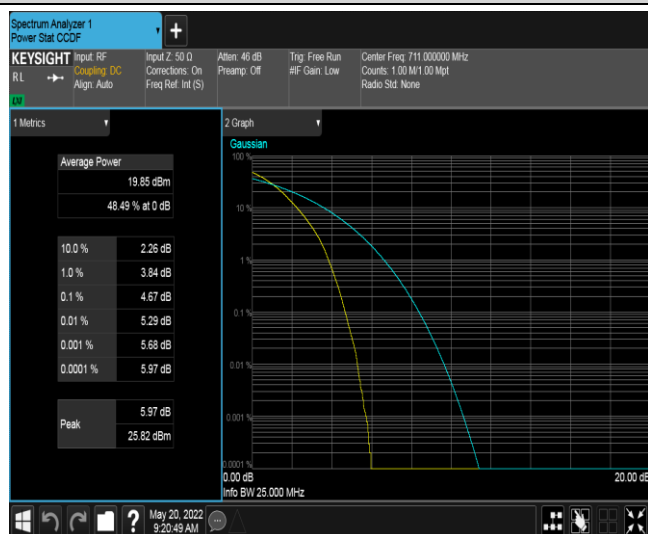 Spectrum Analyzer 1
Power Stat CCDF
+
KEYSIGHT
RL
LXI
Input: RF
Coupling: DC
Align: Auto
Input Z: 50 Ω
Corrections: On
Freq Ref: Int (S)
Atten: 46 dB
Preamp: Off
Trig: Free Run
#IF Gain: Low
Center Freq: 711.000000 MHz
Counts: 1.00 M/1.00 Mpt
Radio Std: None
1 Metrics
Average Power
19.85 dBm
48.49 % at 0 dB
10.0 % 2.26 dB
1.0 % 3.84 dB
0.1 % 4.67 dB
0.01 % 5.29 dB
0.001 % 5.68 dB
0.0001 % 5.97 dB
Peak
5.97 dB
25.82 dBm
2 Graph
Gaussian
100 %
10 %
1 %
0.1 %
0.01 %
0.001 %
0.0001 %
0.00 dB
20.00 dB
Info BW 25.000 MHz
?
May 20, 2022
9:20:49 AM